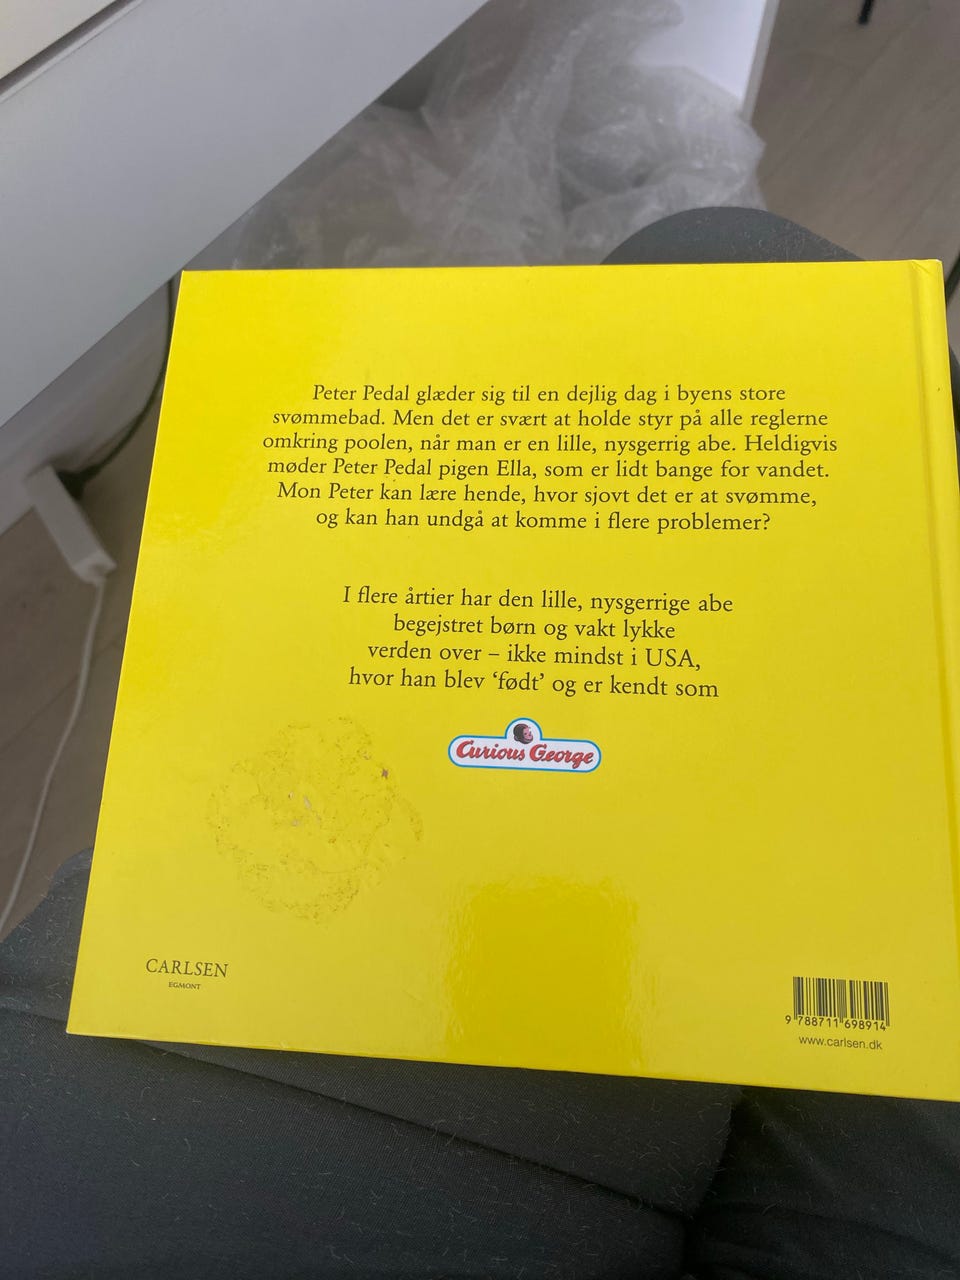 Peter Pedal glæder sig til en dejlig dag i byens store
svømmebad. Men det er svært at holde styr på alle reglerne
omkring poolen, når man er en lille, nysgerrig abe. Heldigvis
møder Peter Pedal pigen Ella, som er lidt bange for vandet.
Mon Peter kan lære hende, hvor sjovt det er at svømme,
og kan han undgå at komme i flere problemer?
I flere årtier har den lille, nysgerrige abe
begejstret børn og vakt lykke
verden over – ikke mindst i USA,
hvor han blev ‘født’ og er kendt som
Curious George
CARLSEN
EGMONT
9 788711 698914
www.carlsen.dk